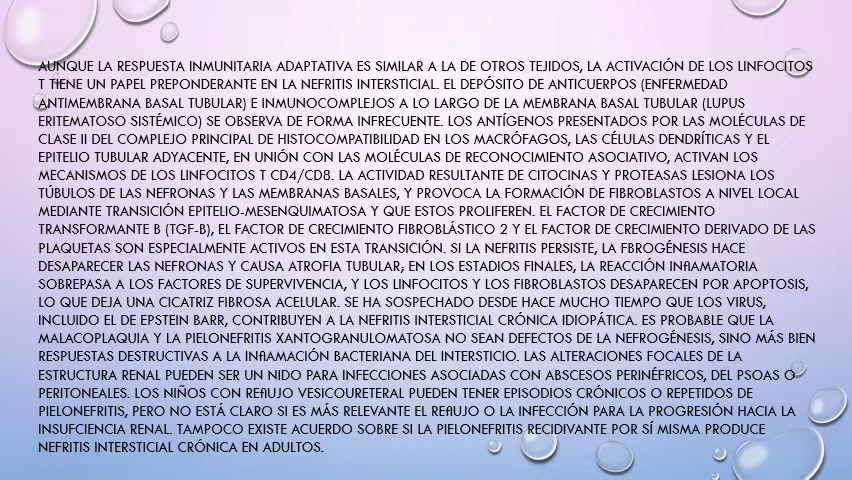 AUNQUE LA RESPUESTA INMUNITARIA ADAPTATIVA ES SIMILAR A LA DE OTROS TEJIDOS, LA ACTIVACIÓN DE LOS LINFOCITOS
T TIENE UN PAPEL PREPONDERANTE EN LA NEFRITIS INTERSTICIAL. EL DEPÓSITO DE ANTICUERPOS (ENFERMEDAD
ANTIMEMBRANA BASAL TUBULAR) E INMUNOCOMPLEJOS A LO LARGO DE LA MEMBRANA BASAL TUBULAR (LUPUS
ERITEMATOSO SISTÉMICO) SE OBSERVA DE FORMA INFRECUENTE. LOS ANTÍGENOS PRESENTADOS POR LAS MOLÉCULAS DE
CLASE II DEL COMPLEJO PRINCIPAL DE HISTOCOMPATIBILIDAD EN LOS MACRÓFAGOS, LAS CÉLULAS DENDRÍTICAS Y EL
EPITELIO TUBULAR ADYACENTE, EN UNIÓN CON LAS MOLÉCULAS DE RECONOCIMIENTO ASOCIATIVO, ACTIVAN LOS
MECANISMOS DE LOS LINFOCITOS T CD4/CD8. LA ACTIVIDAD RESULTANTE DE CITOCINAS Y PROTEASAS LESIONA LOS
TÚBULOS DE LAS NEFRONAS Y LAS MEMBRANAS BASALES, Y PROVOCA LA FORMACIÓN DE FIBROBLASTOS A NIVEL LOCAL
MEDIANTE TRANSICIÓN EPITELIO-MESENQUIMATOSA Y QUE ESTOS PROLIFEREN. EL FACTOR DE CRECIMIENTO
TRANSFORMANTE B (TGF-B), EL FACTOR DE CRECIMIENTO FIBROBLÁSTICO 2 Y EL FACTOR DE CRECIMIENTO DERIVADO DE LAS
PLAQUETAS SON ESPECIALMENTE ACTIVOS EN ESTA TRANSICIÓN. SI LA NEFRITIS PERSISTE, LA FBROGÉNESIS HACE
DESAPARECER LAS NEFRONAS Y CAUSA ATROFIA TUBULAR; EN LOS ESTADIOS FINALES, LA REACCIÓN INflAMATORIA
SOBREPASA A LOS FACTORES DE SUPERVIVENCIA, Y LOS LINFOCITOS Y LOS FIBROBLASTOS DESAPARECEN POR APOPTOSIS,
LO QUE DEJA UNA CICATRIZ FIBROSA ACELULAR. SE HA SOSPECHADO DESDE HACE MUCHO TIEMPO QUE LOS VIRUS,
INCLUIDO EL DE EPSTEIN BARR, CONTRIBUYEN A LA NEFRITIS INTERSTICIAL CRÓNICA IDIOPÁTICA. ES PROBABLE QUE LA
MALACOPLAQUIA Y LA PIELONEFRITIS XANTOGRANULOMATOSA NO SEAN DEFECTOS DE LA NEFROGÉNESIS, SINO MÁS BIEN
RESPUESTAS DESTRUCTIVAS A LA INflAMACIÓN BACTERIANA DEL INTERSTICIO. LAS ALTERACIONES FOCALES DE LA
ESTRUCTURA RENAL PUEDEN SER UN NIDO PARA INFECCIONES ASOCIADAS CON ABSCESOS PERINÉFRICOS, DEL PSOAS O
PERITONEALES. LOS NIÑOS CON REflUJO VESICOURETERAL PUEDEN TENER EPISODIOS CRÓNICOS O REPETIDOS DE
PIELONEFRITIS, PERO NO ESTÁ CLARO SI ES MÁS RELEVANTE EL REflUJO O LA INFECCIÓN PARA LA PROGRESIÓN HACIA LA
INSUFCIENCIA RENAL. TAMPOCO EXISTE ACUERDO SOBRE SI LA PIELONEFRITIS RECIDIVANTE POR SÍ MISMA PRODUCE
NEFRITIS INTERSTICIAL CRÓNICA EN ADULTOS.